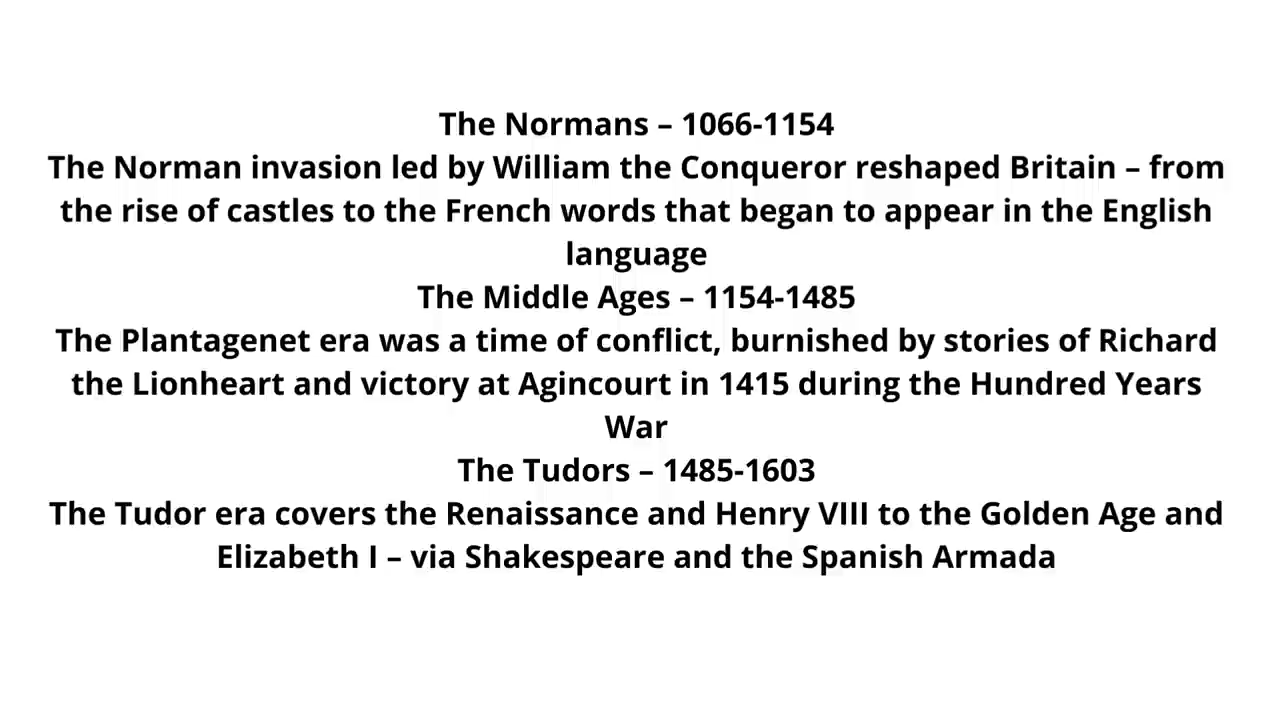 The Normans – 1066-1154
The Norman invasion led by William the Conqueror reshaped Britain – from
the rise of castles to the French words that began to appear in the English
language
The Middle Ages – 1154-1485
The Plantagenet era was a time of conflict, burnished by stories of Richard
the Lionheart and victory at Agincourt in 1415 during the Hundred Years
War
The Tudors – 1485-1603
The Tudor era covers the Renaissance and Henry VIII to the Golden Age and
Elizabeth I – via Shakespeare and the Spanish Armada